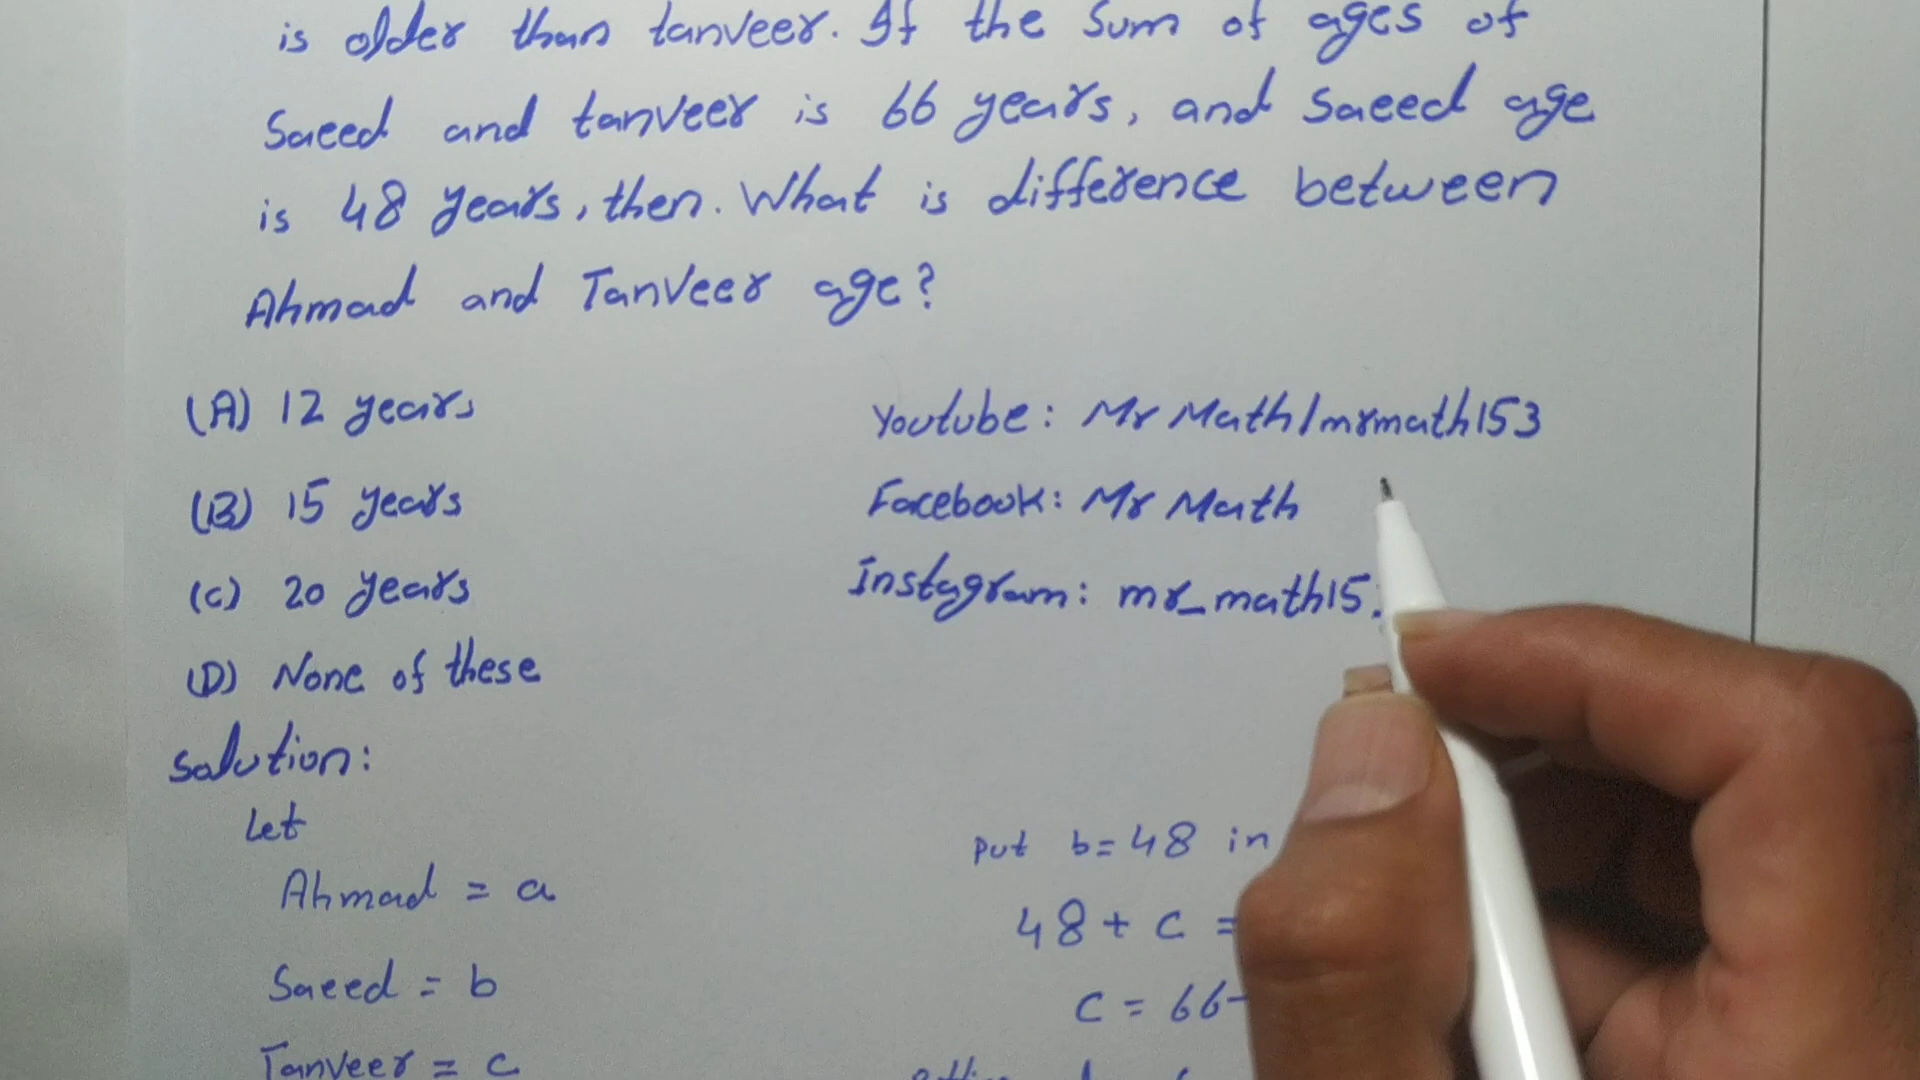 is older than tanveer. If the sum of ages of
Saeed and tanveer is 66 years, and Saeed age
is 48 years, then. What is difference between
Ahmad and Tanveer age?
(A) 12 years
(B) 15 years
(C) 20 years
(D) None of these
Youtube: Mr Math/mrmath153
Facebook: Mr Math
Instagram: mr_math15
Solution:
Let
Ahmad = a
Saeed = b
Tanveer = c
Put b=48 in
48 + c =
c = 66-